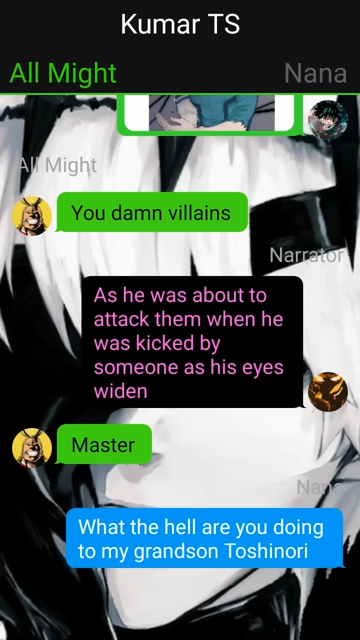 Kumar TS
All Might
Nana
All Might
You damn villains
Narrator
As he was about to
attack them when he
was kicked by
someone as his eyes
widen
Master
Nana
What the hell are you doing
to my grandson Toshinori